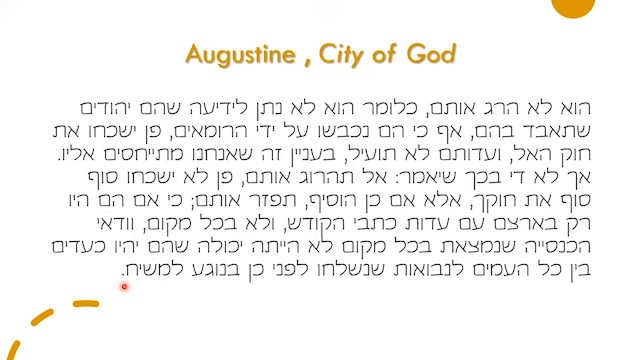 Augustine , City of God
הוא לא הרג אותם, כלומר הוא לא נתן לידיעה שהם יהודים
שתאבד בהם, אף כי הם נכבשו על ידי הרומאים, פן ישכחו את
חוק האל, ועדותם לא תועיל, בעניין זה שאנחנו מתייחסים אליו.
אך לא די בכך שיאמר: אל תהרוג אותם, פן לא ישכחו סוף
סוף את חוקך, אלא אם כן הוסיף, תפזר אותם; כי אם הם היו
רק בארצם עם עדות כתבי הקודש, ולא בכל מקום, וודאי
הכנסייה שנמצאת בכל מקום לא הייתה יכולה שהם יהיו כעדים
בין כל העמים לנבואות שנשלחו לפני כן בנוגע למשיח.